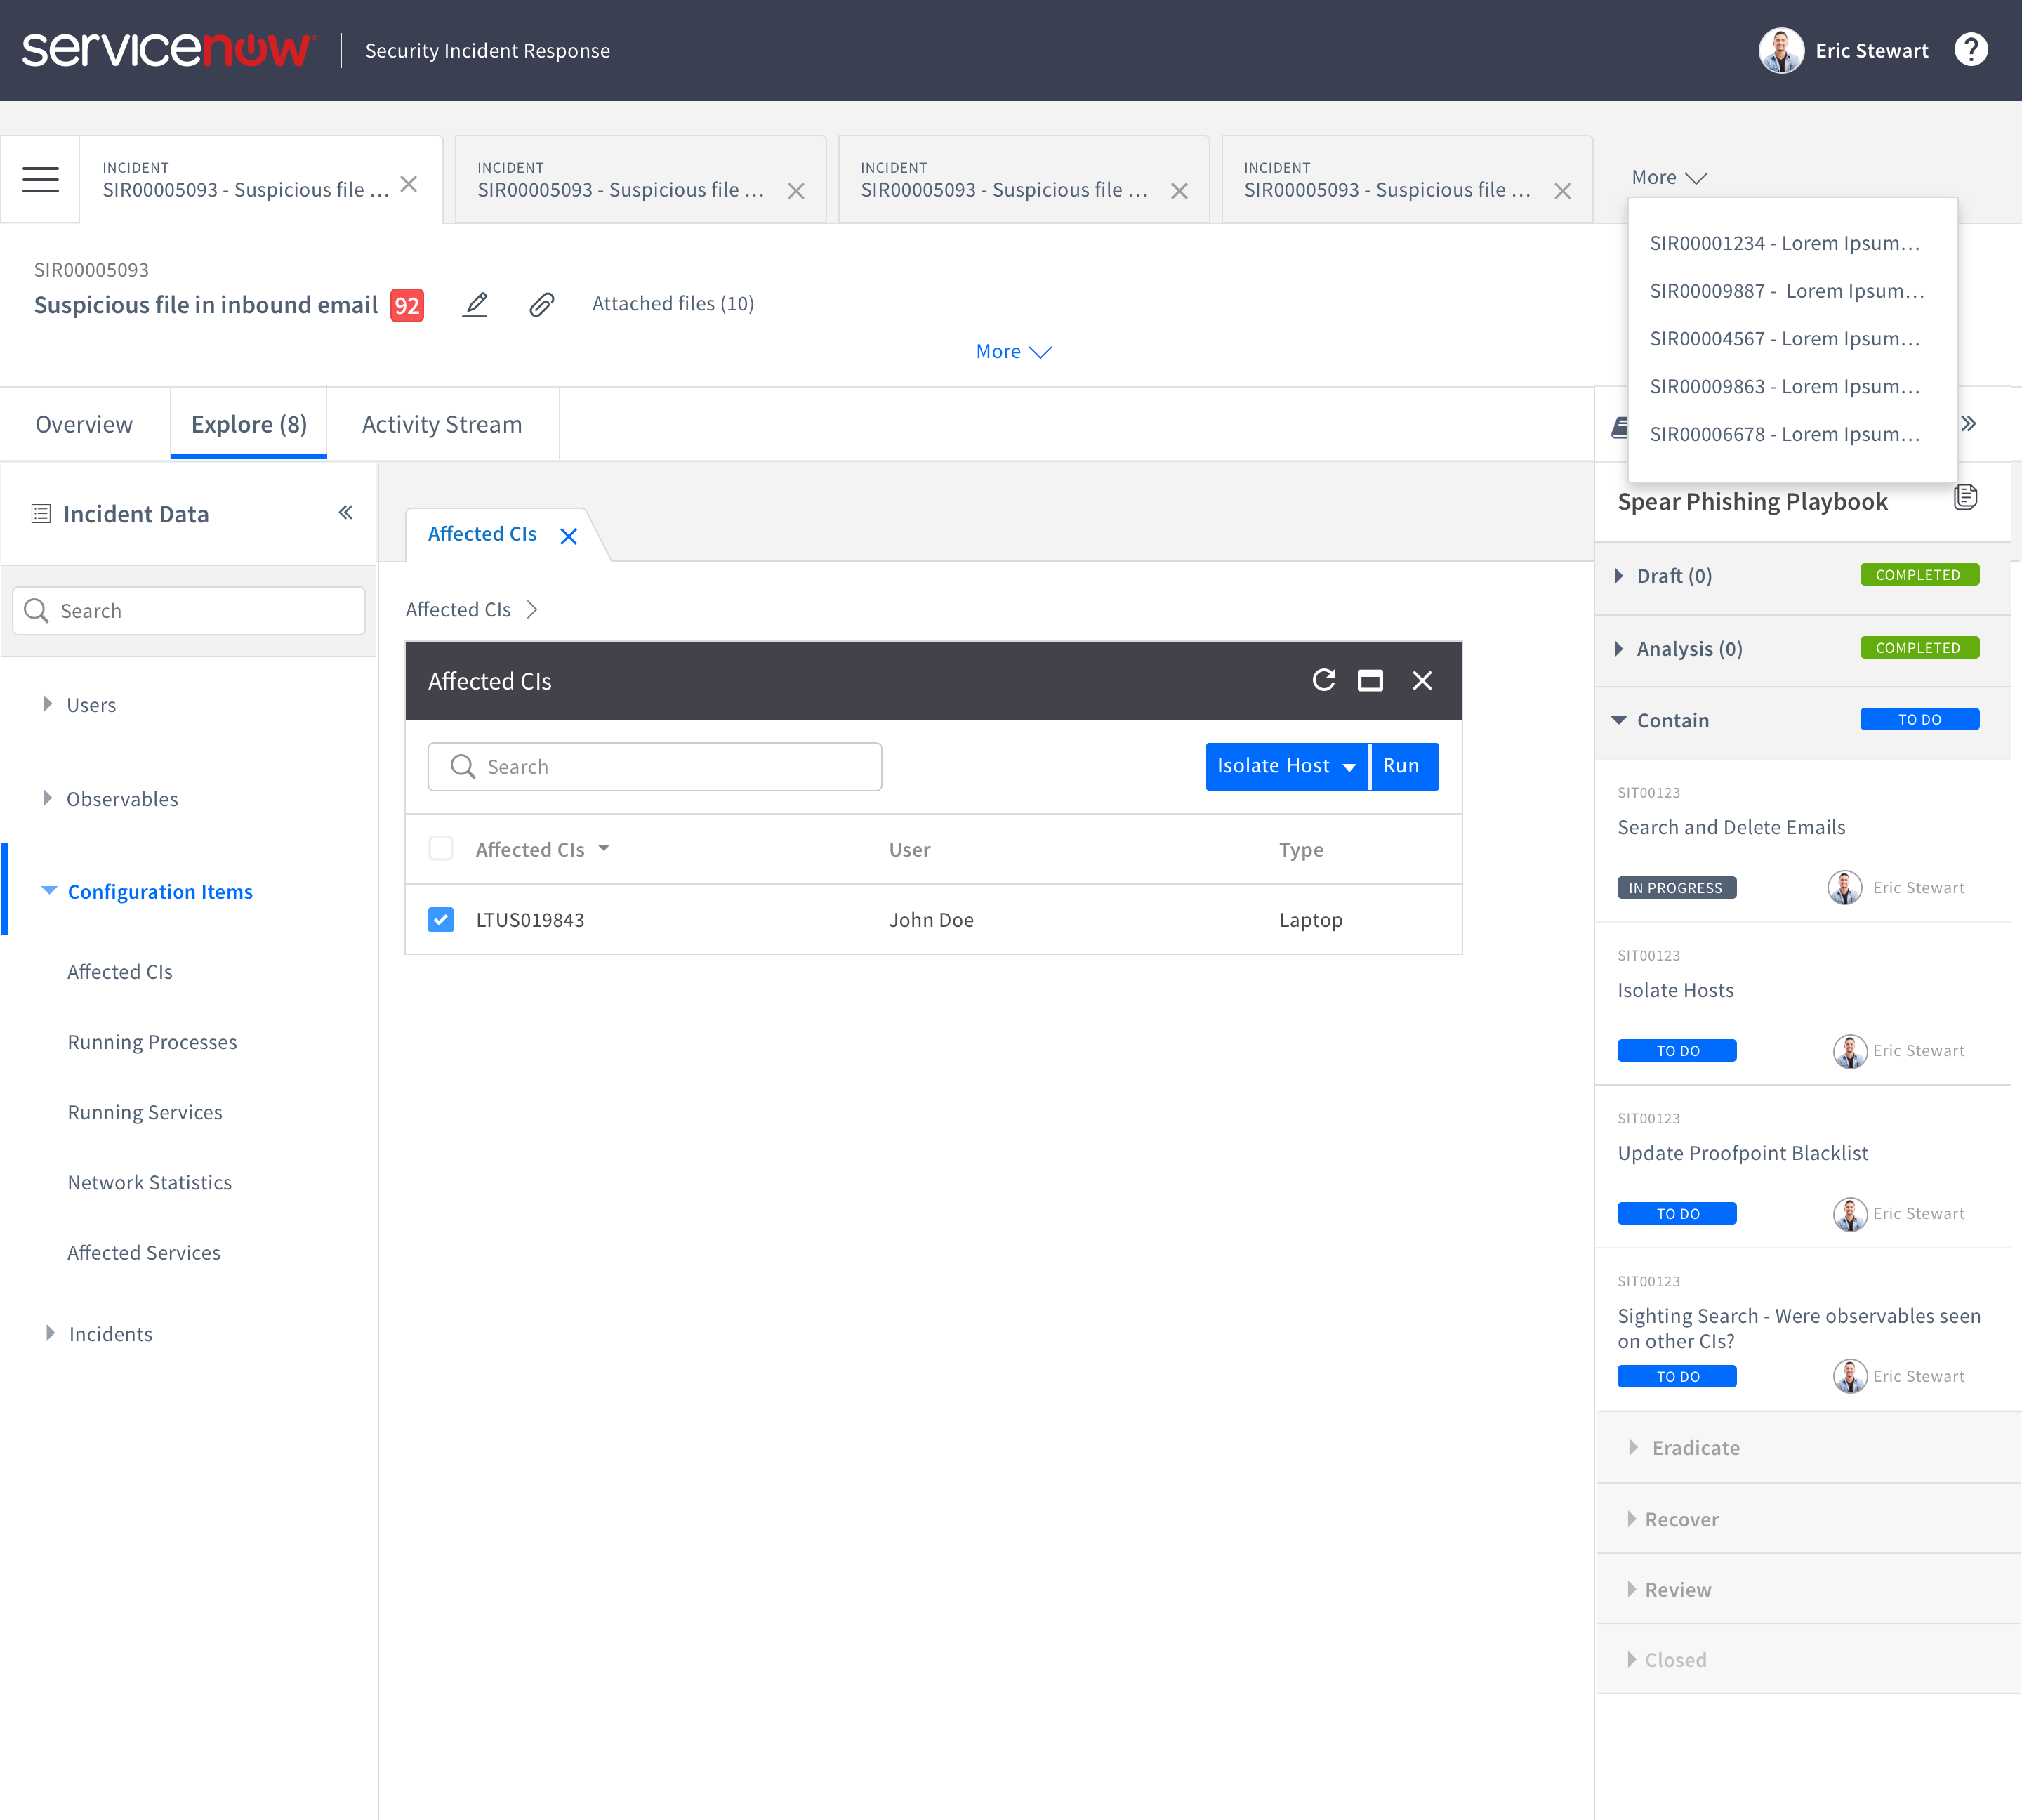 servicenow
Security Incident Response
Eric Stewart
?
INCIDENT
SIR00005093 - Suspicious file ...
INCIDENT
SIR00005093 - Suspicious file ...
INCIDENT
SIR00005093 - Suspicious file ...
INCIDENT
SIR00005093 - Suspicious file ...
More
SIR00001234 - Lorem Ipsum...
SIR00009887 - Lorem Ipsum...
SIR00004567 - Lorem Ipsum...
SIR00009863 - Lorem Ipsum...
SIR00006678 - Lorem Ipsum...
SIR00005093
Suspicious file in inbound email 92
Attached files (10)
More
Overview
Explore (8)
Activity Stream
Incident Data
Search
Users
Observables
Configuration Items
Affected CIs
Running Processes
Running Services
Network Statistics
Affected Services
Incidents
Affected CIs
Affected CIs
Affected CIs
Search
Isolate Host
Run
Affected CIs User Type
LTUS019843 John Doe Laptop
Spear Phishing Playbook
Draft (0) COMPLETED
Analysis (0) COMPLETED
Contain TO DO
SIT00123
Search and Delete Emails
IN PROGRESS Eric Stewart
SIT00123
Isolate Hosts
TO DO Eric Stewart
SIT00123
Update Proofpoint Blacklist
TO DO Eric Stewart
SIT00123
Sighting Search - Were observables seen
on other CIs?
TO DO Eric Stewart
Eradicate
Recover
Review
Closed